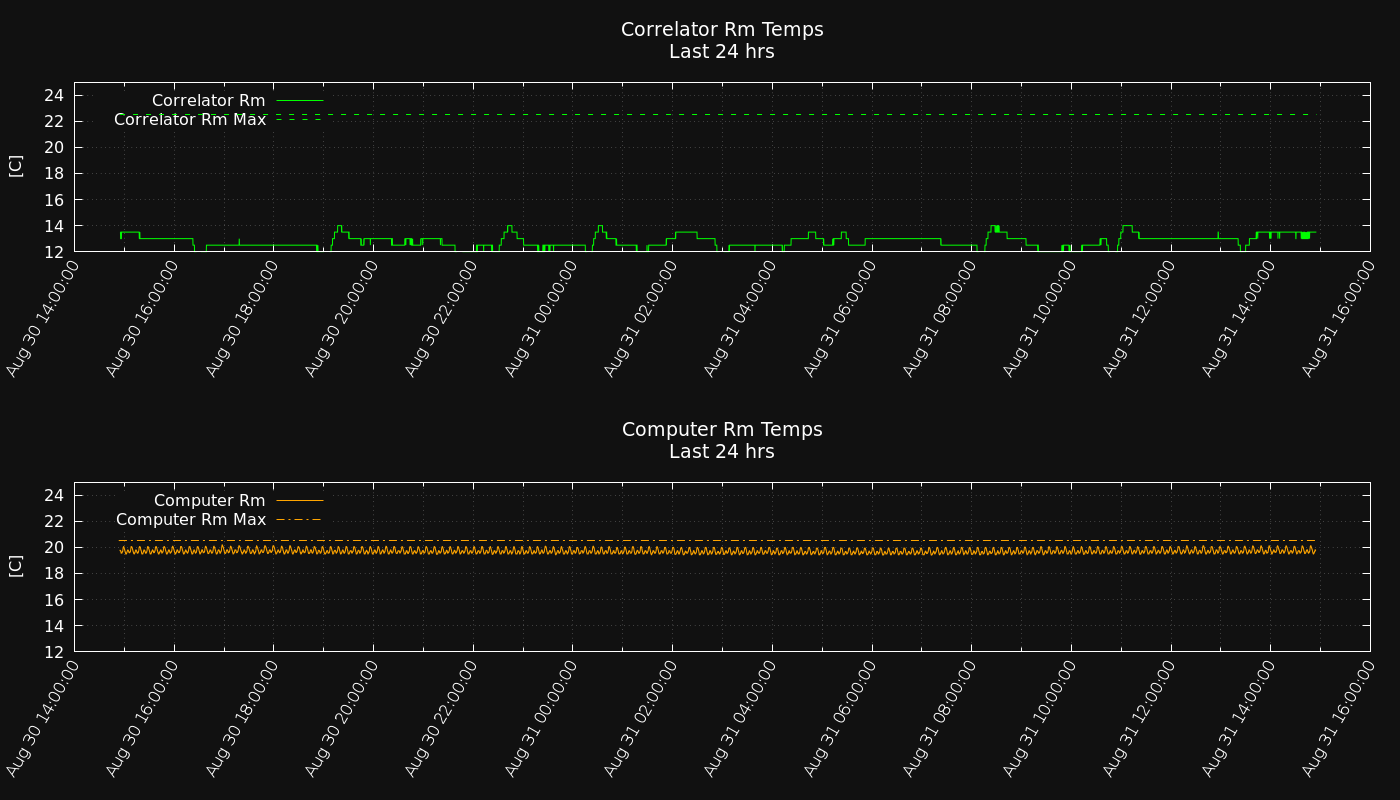 Correlator Rm Temps
Last 24 hrs
Correlator Rm
Correlator Rm Max
[C]
24
22
20
18
16
14
12
Aug 30 14:00:00
Aug 30 16:00:00
Aug 30 18:00:00
Aug 30 20:00:00
Aug 30 22:00:00
Aug 31 00:00:00
Aug 31 02:00:00
Aug 31 04:00:00
Aug 31 06:00:00
Aug 31 08:00:00
Aug 31 10:00:00
Aug 31 12:00:00
Aug 31 14:00:00
Aug 31 16:00:00
Computer Rm Temps
Last 24 hrs
Computer Rm
Computer Rm Max
[C]
24
22
20
18
16
14
12
Aug 30 14:00:00
Aug 30 16:00:00
Aug 30 18:00:00
Aug 30 20:00:00
Aug 30 22:00:00
Aug 31 00:00:00
Aug 31 02:00:00
Aug 31 04:00:00
Aug 31 06:00:00
Aug 31 08:00:00
Aug 31 10:00:00
Aug 31 12:00:00
Aug 31 14:00:00
Aug 31 16:00:00